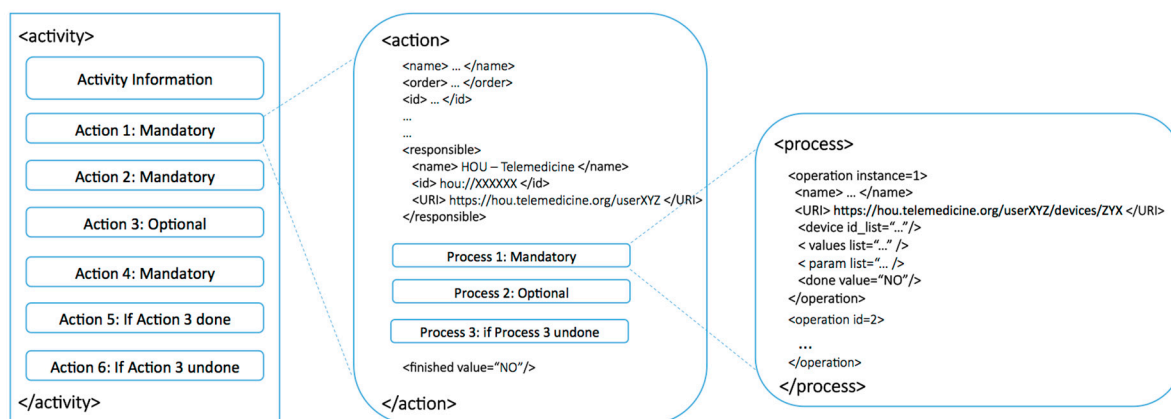 <activity>
Activity Information
Action 1: Mandatory
Action 2: Mandatory
Action 3: Optional
Action 4: Mandatory
Action 5: If Action 3 done
Action 6: If Action 3 undone
</activity>
<action>
<name> ... </name>
<order> ... </order>
<id> ... </id>
...
...
<responsible>
<name> HOU – Telemedicine </name>
<id> hou://XXXXXX </id>
<URI> https://hou.telemedicine.org/userXYZ </URI>
</responsible>
Process 1: Mandatory
Process 2: Optional
Process 3: if Process 3 undone
<finished value=“NO”/>
</action>
<process>
<operation instance=1>
<name> ... </name>
<URI> https://hou.telemedicine.org/userXYZ/devices/ZYX </URI>
<device id_list=“...”/>
< values list=“...” />
< param list=“... />
<done value=“NO”/>
</operation>
<operation id=2>
...
</operation>
</process>